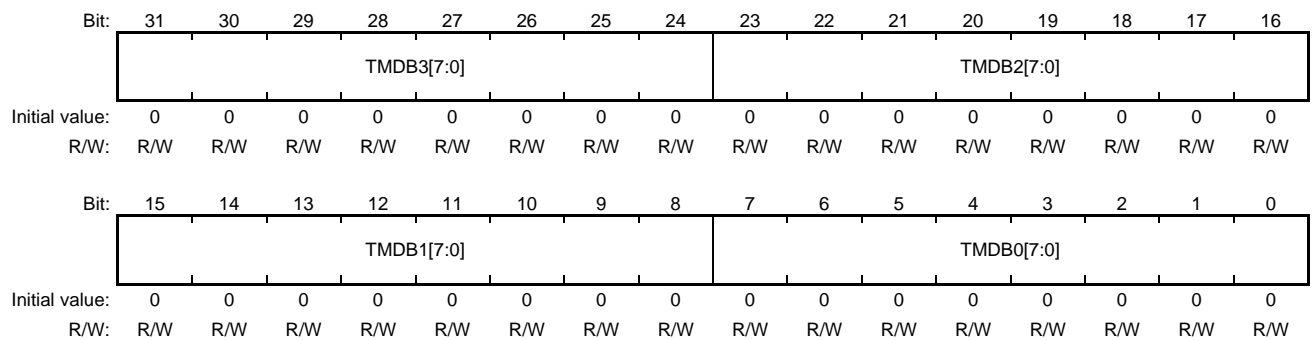 Bit: 31 30 29 28 27 26 25 24 23 22 21 20 19 18 17 16
TMDB3[7:0] TMDB2[7:0]
Initial value: 0 0 0 0 0 0 0 0 0 0 0 0 0 0 0 0
R/W: R/W R/W R/W R/W R/W R/W R/W R/W R/W R/W R/W R/W R/W R/W R/W R/W
Bit: 15 14 13 12 11 10 9 8 7 6 5 4 3 2 1 0
TMDB1[7:0] TMDB0[7:0]
Initial value: 0 0 0 0 0 0 0 0 0 0 0 0 0 0 0 0
R/W: R/W R/W R/W R/W R/W R/W R/W R/W R/W R/W R/W R/W R/W R/W R/W R/W